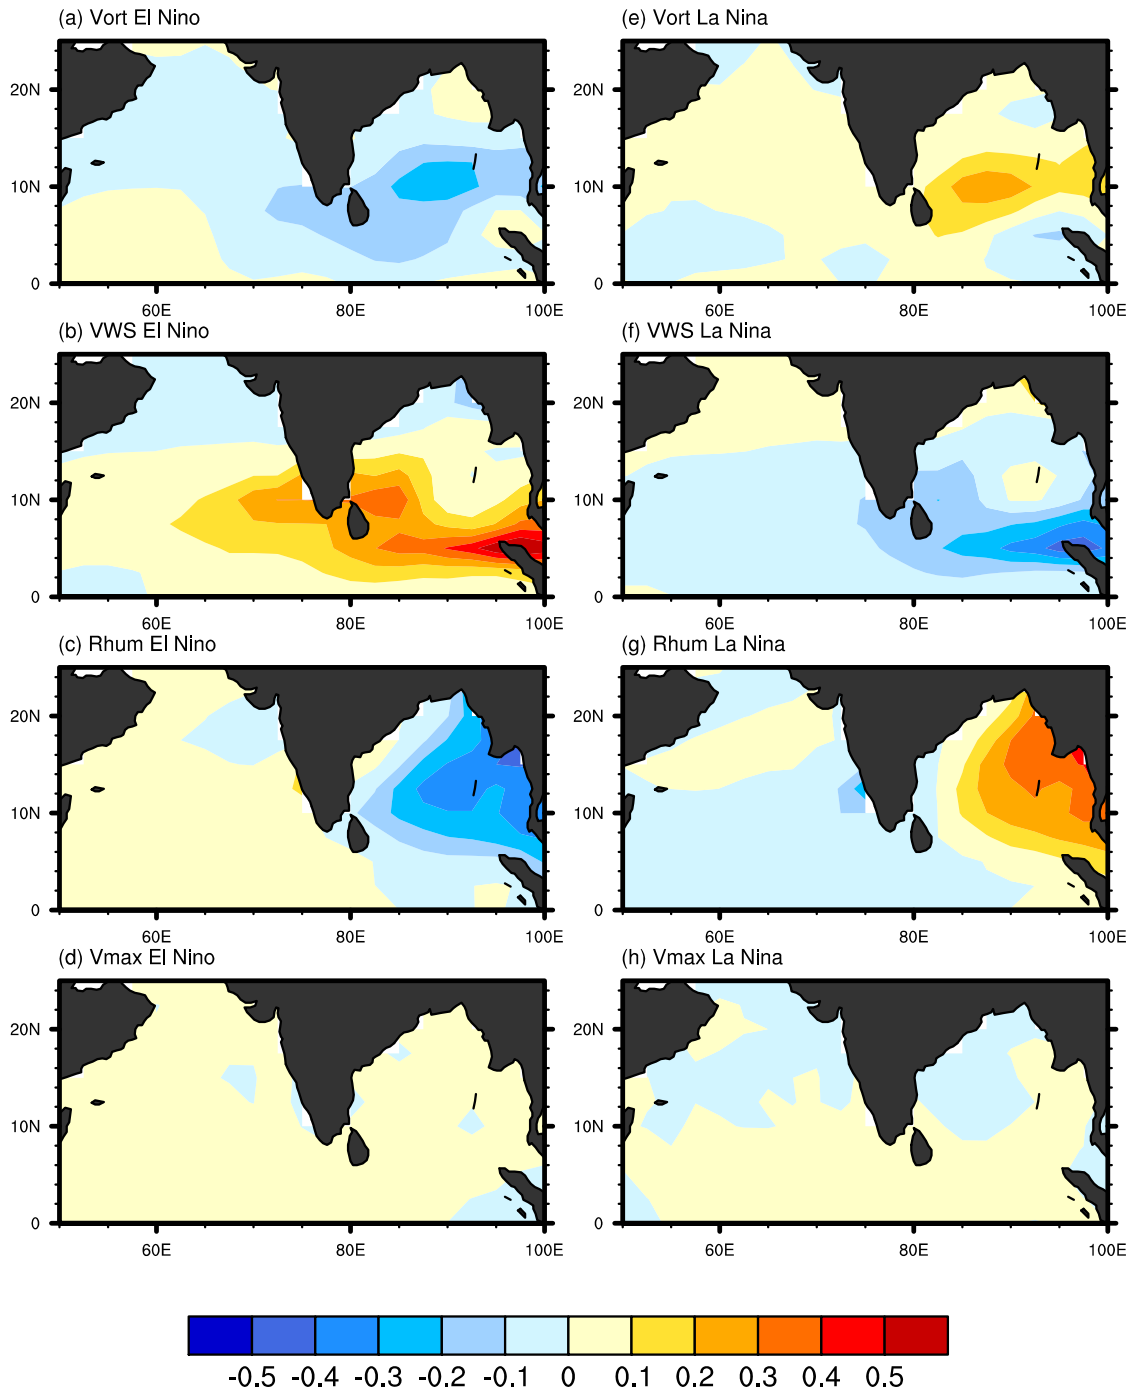 (a) Vort El Nino
(e) Vort La Nina
20N
10N
0
60E
80E
100E
20N
10N
0
60E
80E
100E
(b) VWS El Nino
(f) VWS La Nina
20N
10N
0
60E
80E
100E
20N
10N
0
60E
80E
100E
(c) Rhum El Nino
(g) Rhum La Nina
20N
10N
0
60E
80E
100E
20N
10N
0
60E
80E
100E
(d) Vmax El Nino
(h) Vmax La Nina
20N
10N
0
60E
80E
100E
20N
10N
0
60E
80E
100E
-0.5 -0.4 -0.3 -0.2 -0.1 0 0.1 0.2 0.3 0.4 0.5